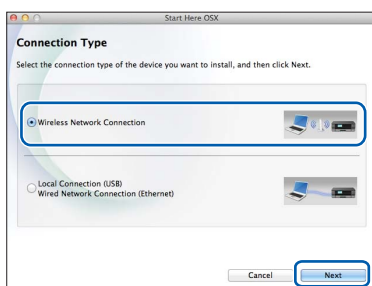 Start Here OSX
Connection Type
Select the connection type of the device you want to install, and then click Next.
Wireless Network Connection
Local Connection (USB)
Wired Network Connection (Ethernet)
Cancel
Next